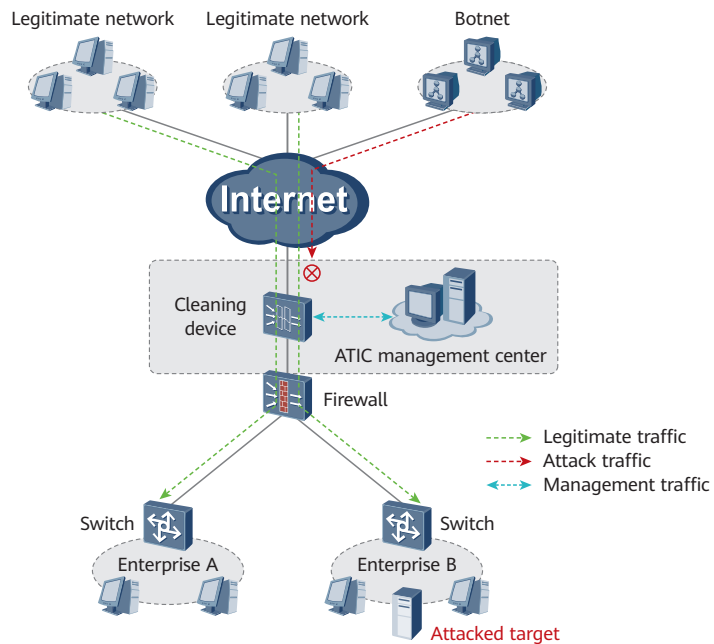 Legitimate network
Legitimate network
Botnet
Internet
Cleaning
device
ATIC management center
Firewall
Legitimate traffic
Attack traffic
Management traffic
Switch
Switch
Enterprise A
Enterprise B
Attacked target